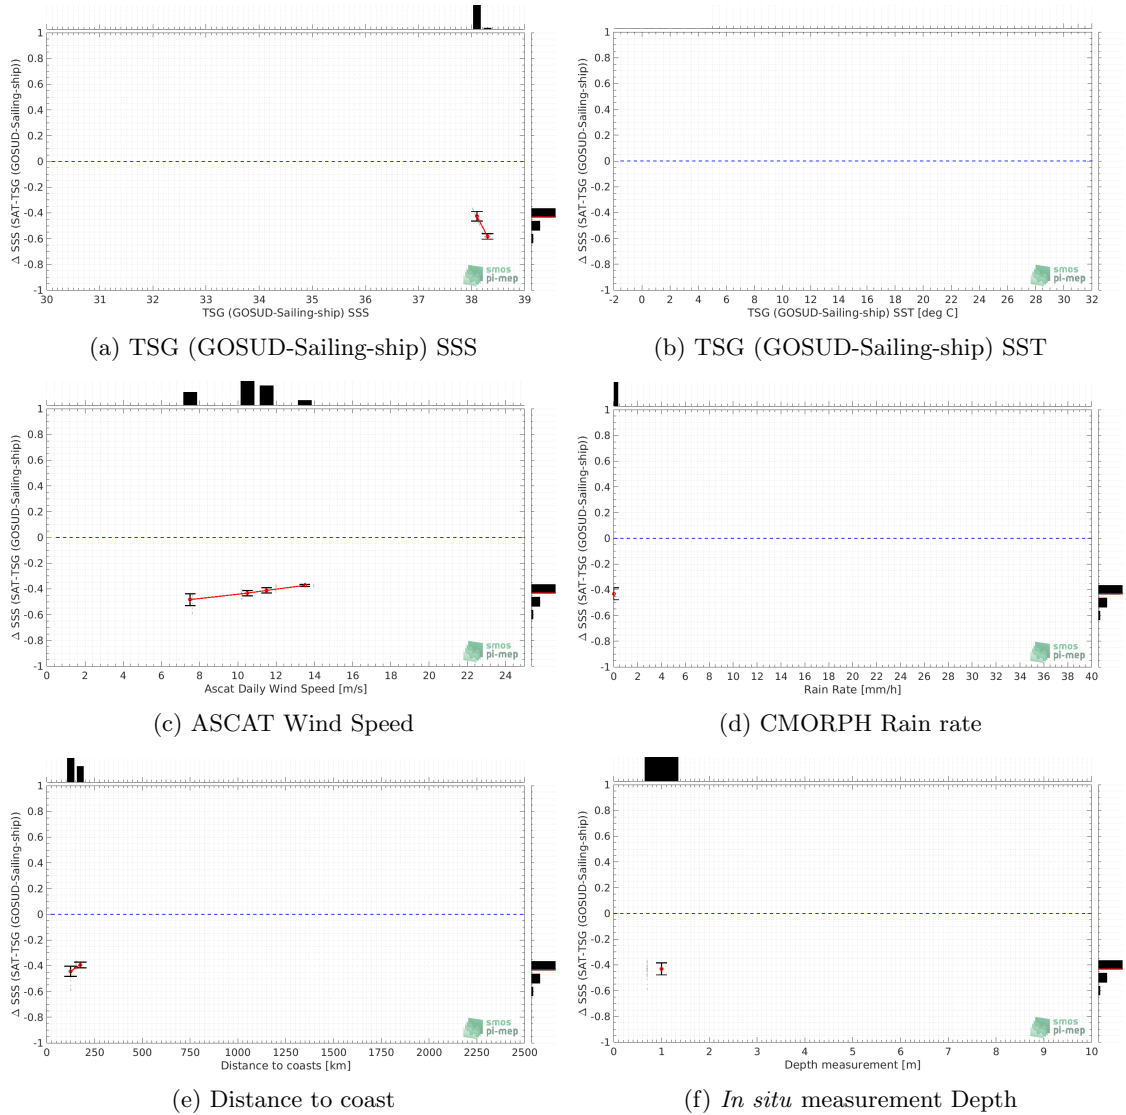 Δ SSS (SAT-TSG (GOSUD-Sailing-ship))
1
0.8
0.6
0.4
0.2
0
-0.2
-0.4
-0.6
-0.8
-1
smos
pi-mep
30 31 32 33 34 35 36 37 38 39
TSG (GOSUD-Sailing-ship) SSS
(a) TSG (GOSUD-Sailing-ship) SSS
Δ SSS (SAT-TSG (GOSUD-Sailing-ship))
1
0.8
0.6
0.4
0.2
0
-0.2
-0.4
-0.6
-0.8
-1
smos
pi-mep
-2 0 2 4 6 8 10 12 14 16 18 20 22 24 26 28 30 32
TSG (GOSUD-Sailing-ship) SST [deg C]
(b) TSG (GOSUD-Sailing-ship) SST
Δ SSS (SAT-TSG (GOSUD-Sailing-ship))
1
0.8
0.6
0.4
0.2
0
-0.2
-0.4
-0.6
-0.8
-1
smos
pi-mep
0 2 4 6 8 10 12 14 16 18 20 22 24
Ascat Daily Wind Speed [m/s]
(c) ASCAT Wind Speed
Δ SSS (SAT-TSG (GOSUD-Sailing-ship))
1
0.8
0.6
0.4
0.2
0
-0.2
-0.4
-0.6
-0.8
-1
smos
pi-mep
0 2 4 6 8 10 12 14 16 18 20 22 24 26 28 30 32 34 36 38 40
Rain Rate [mm/h]
(d) CMORPH Rain rate
Δ SSS (SAT-TSG (GOSUD-Sailing-ship))
1
0.8
0.6
0.4
0.2
0
-0.2
-0.4
-0.6
-0.8
-1
smos
pi-mep
0 250 500 750 1000 1250 1500 1750 2000 2250 2500
Distance to coasts [km]
(e) Distance to coast
Δ SSS (SAT-TSG (GOSUD-Sailing-ship))
1
0.8
0.6
0.4
0.2
0
-0.2
-0.4
-0.6
-0.8
-1
smos
pi-mep
0 1 2 3 4 5 6 7 8 9 10
Depth measurement [m]
(f) In situ measurement Depth